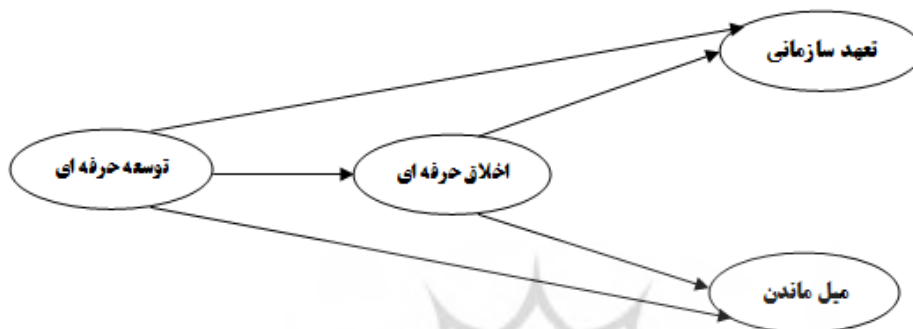 تعهد سازمانی
توسعه حرفه ای
اخلاق حرفه ای
میل ماندن